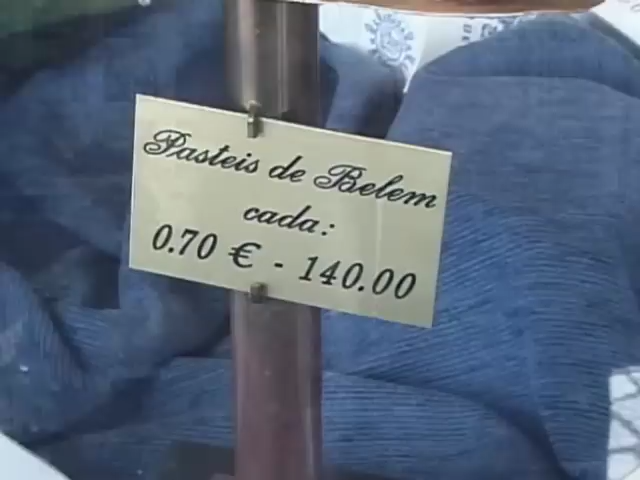 Pasteis de Belem
cada:
0.70 € - 140.00